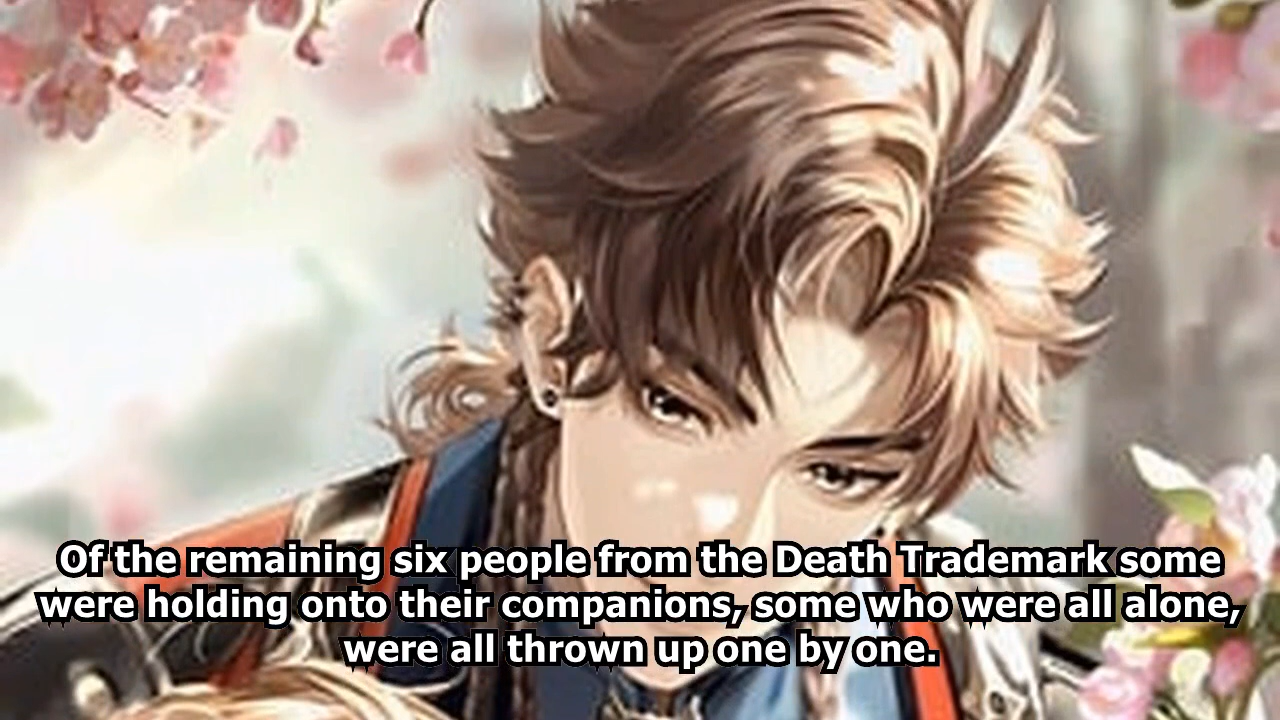 Of the remaining six people from the Death Trademark some
were holding onto their companions, some who were all alone,
were all thrown up one by one.